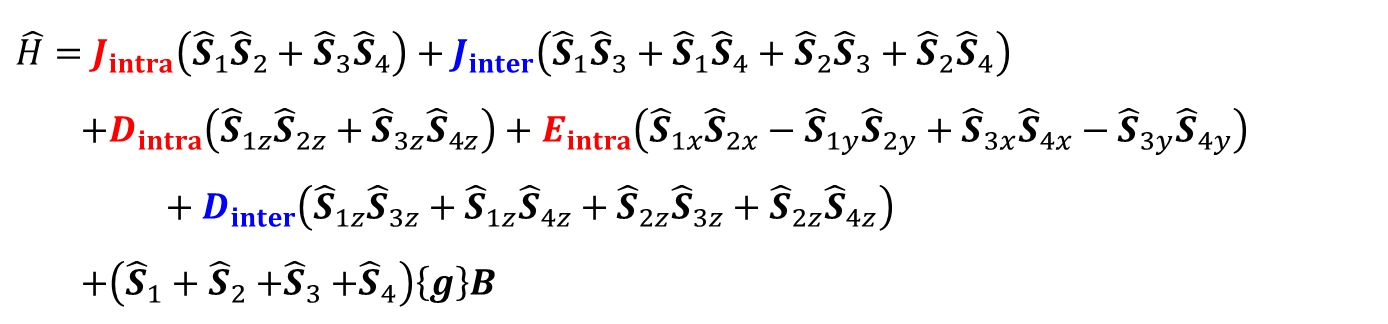 Ĥ = J_intra(Ŝ₁Ŝ₂ + Ŝ₃Ŝ₄) + J_inter(Ŝ₁Ŝ₃ + Ŝ₁Ŝ₄ + Ŝ₂Ŝ₃ + Ŝ₂Ŝ₄)
+D_intra(Ŝ₁zŜ₂z + Ŝ₃zŜ₄z) + E_intra(Ŝ₁xŜ₂x − Ŝ₁yŜ₂y + Ŝ₃xŜ₄x − Ŝ₃yŜ₄y)
+ D_inter(Ŝ₁zŜ₃z + Ŝ₁zŜ₄z + Ŝ₂zŜ₃z + Ŝ₂zŜ₄z)
+(Ŝ₁ + Ŝ₂ +Ŝ₃ +Ŝ₄){g}B